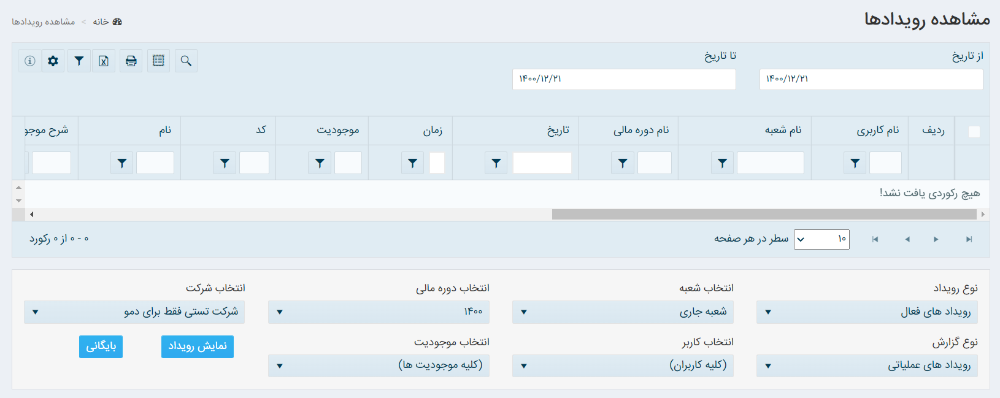 مشاهده رویدادها
خانه > مشاهده رویدادها
از تاریخ
تا تاریخ
۱۴۰۰/۱۲/۲۱
۱۴۰۰/۱۲/۲۱
ردیف نام کاربری نام شعبه نام دوره مالی تاریخ زمان موجودیت کد نام شرح موجو
هیچ رکوردی یافت نشد!
۱۰ سطر در هر صفحه
۰ - ۰ از ۰ رکورد
نوع رویداد انتخاب شعبه انتخاب دوره مالی انتخاب شرکت
رویداد های فعال شعبه جاری ۱۴۰۰ شرکت تستی فقط برای دمو
نوع گزارش انتخاب کاربر انتخاب موجودیت نمایش رویداد بایگانی
رویداد های عملیاتی (کلیه کاربران) (کلیه موجودیت ها)